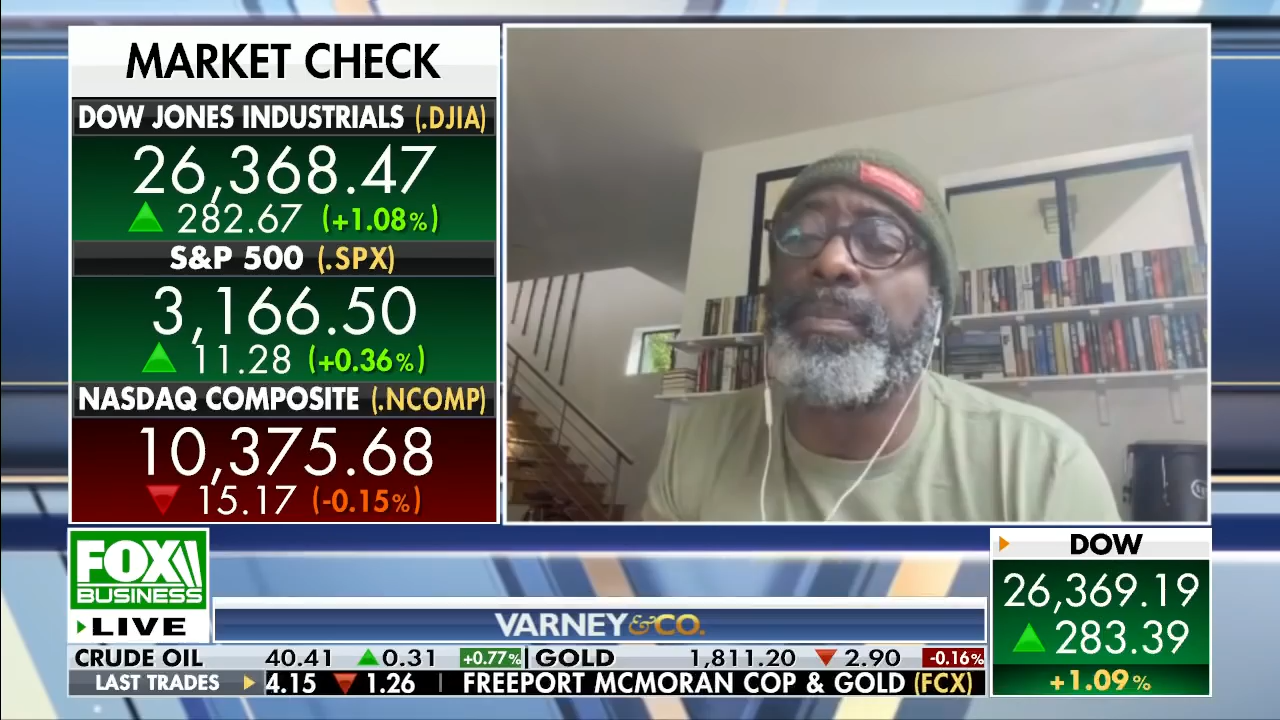 MARKET CHECK
DOW JONES INDUSTRIALS (.DJIA)
26,368.47
▲ 282.67 (+1.08%)
S&P 500 (.SPX)
3,166.50
▲ 11.28 (+0.36%)
NASDAQ COMPOSITE (.NCOMP)
10,375.68
▼ 15.17 (-0.15%)
FOX
BUSINESS
LIVE
VARNEY & CO.
CRUDE OIL 40.41 ▲ 0.31 +0.77% GOLD 1,811.20 ▼ 2.90 -0.16%
LAST TRADES 4.15 ▼ 1.26 | FREEPORT MCMORAN COP & GOLD (FCX)
DOW
26,369.19
▲ 283.39
+1.09%